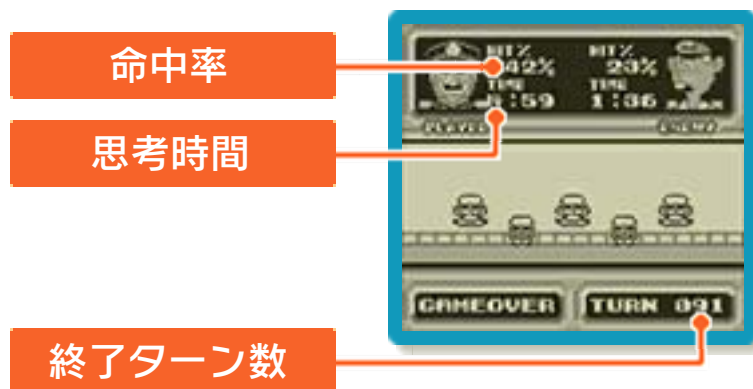 命中率
思考時間
終了ターン数
HIT% HIT%
42% 23%
TIME TIME
:59 1:36
PLAYER ENEMY
GAMEOVER TURN 091